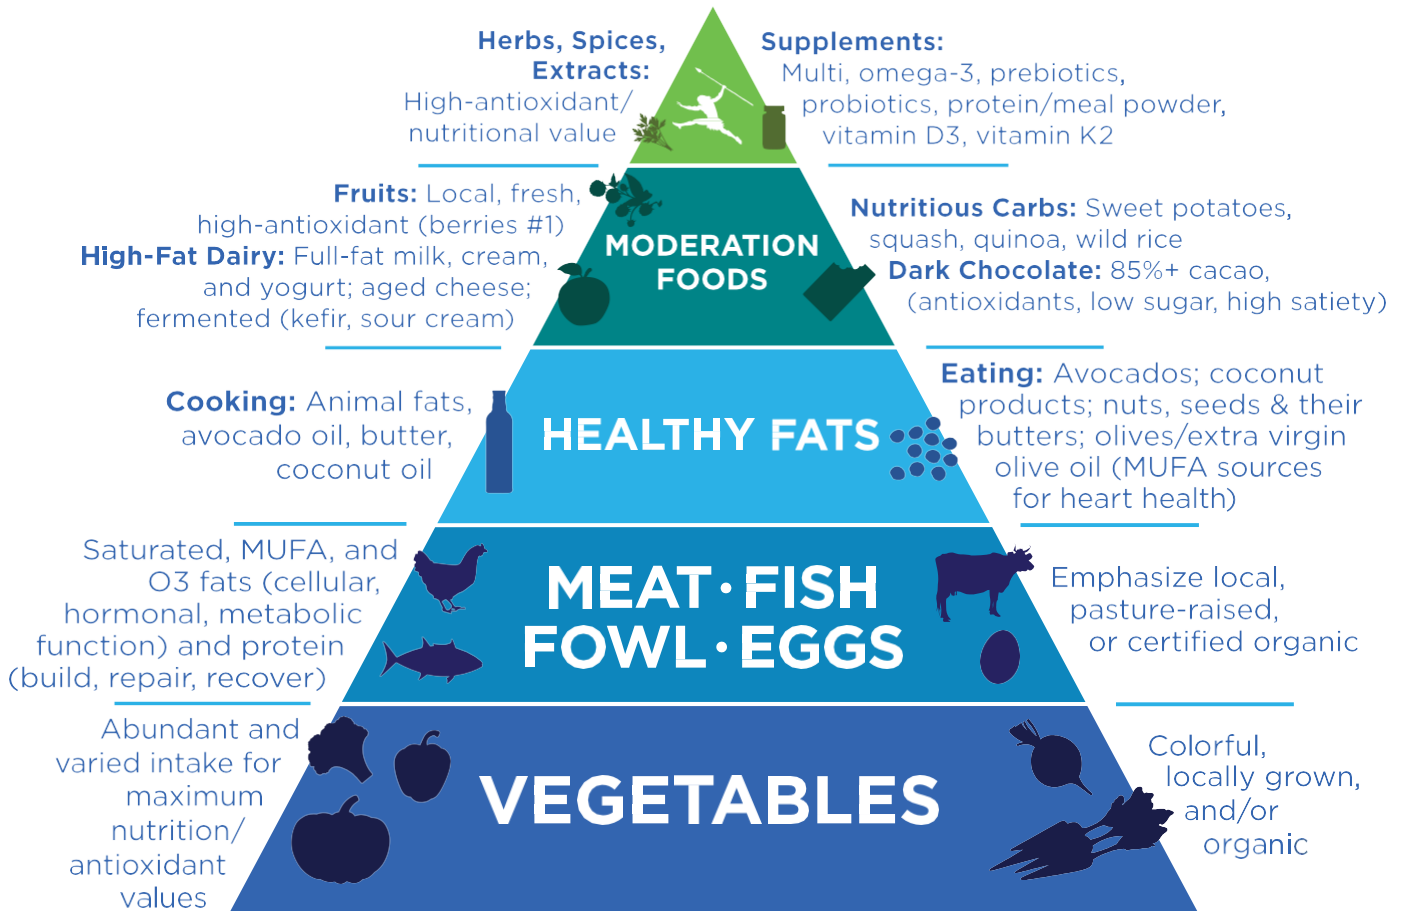 Herbs, Spices,
Extracts:
High-antioxidant/
nutritional value
Supplements:
Multi, omega-3, prebiotics,
probiotics, protein/meal powder,
vitamin D3, vitamin K2
Fruits: Local, fresh,
high-antioxidant (berries #1)
High-Fat Dairy: Full-fat milk, cream,
and yogurt; aged cheese;
fermented (kefir, sour cream)
MODERATION
FOODS
Nutritious Carbs: Sweet potatoes,
squash, quinoa, wild rice
Dark Chocolate: 85%+ cacao,
(antioxidants, low sugar, high satiety)
Cooking: Animal fats,
avocado oil, butter,
coconut oil
HEALTHY FATS
Eating: Avocados; coconut
products; nuts, seeds & their
butters; olives/extra virgin
olive oil (MUFA sources
for heart health)
Saturated, MUFA, and
O3 fats (cellular,
hormonal, metabolic
function) and protein
(build, repair, recover)
MEAT · FISH
FOWL · EGGS
Emphasize local,
pasture-raised,
or certified organic
Abundant and
varied intake for
maximum
nutrition/
antioxidant
values
VEGETABLES
Colorful,
locally grown,
and/or
organic